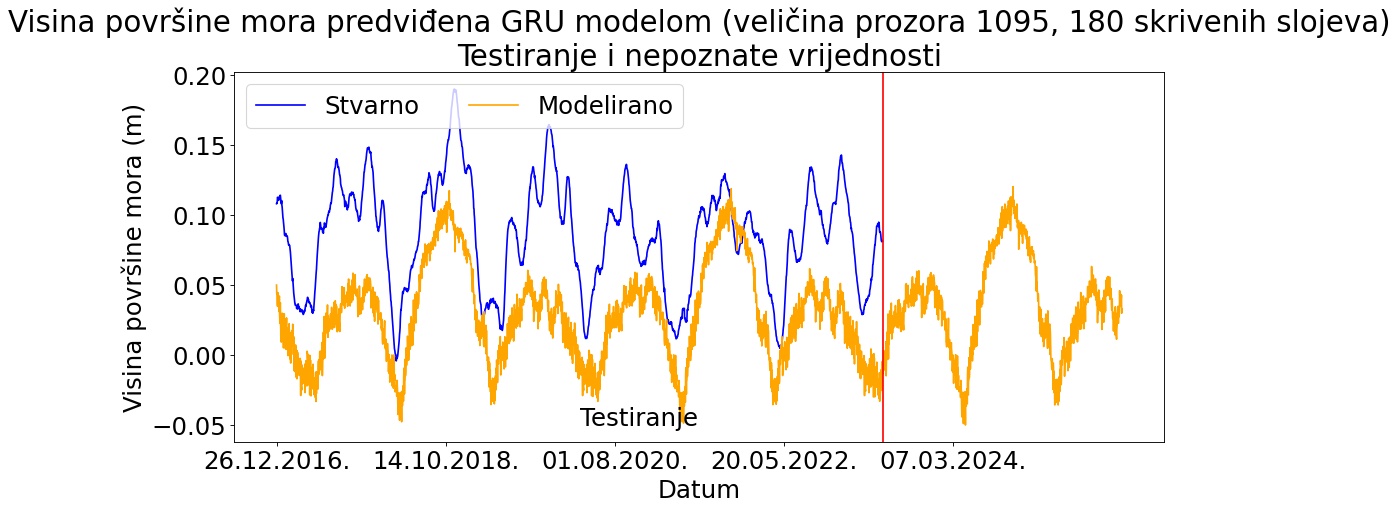 Visina površine mora predviđena GRU modelom (veličina prozora 1095, 180 skrivenih slojeva)
Testiranje i nepoznate vrijednosti
Stvarno
Modelirano
0.20
0.15
0.10
0.05
0.00
−0.05
Visina površine mora (m)
Testiranje
26.12.2016.
14.10.2018.
01.08.2020.
20.05.2022.
07.03.2024.
Datum